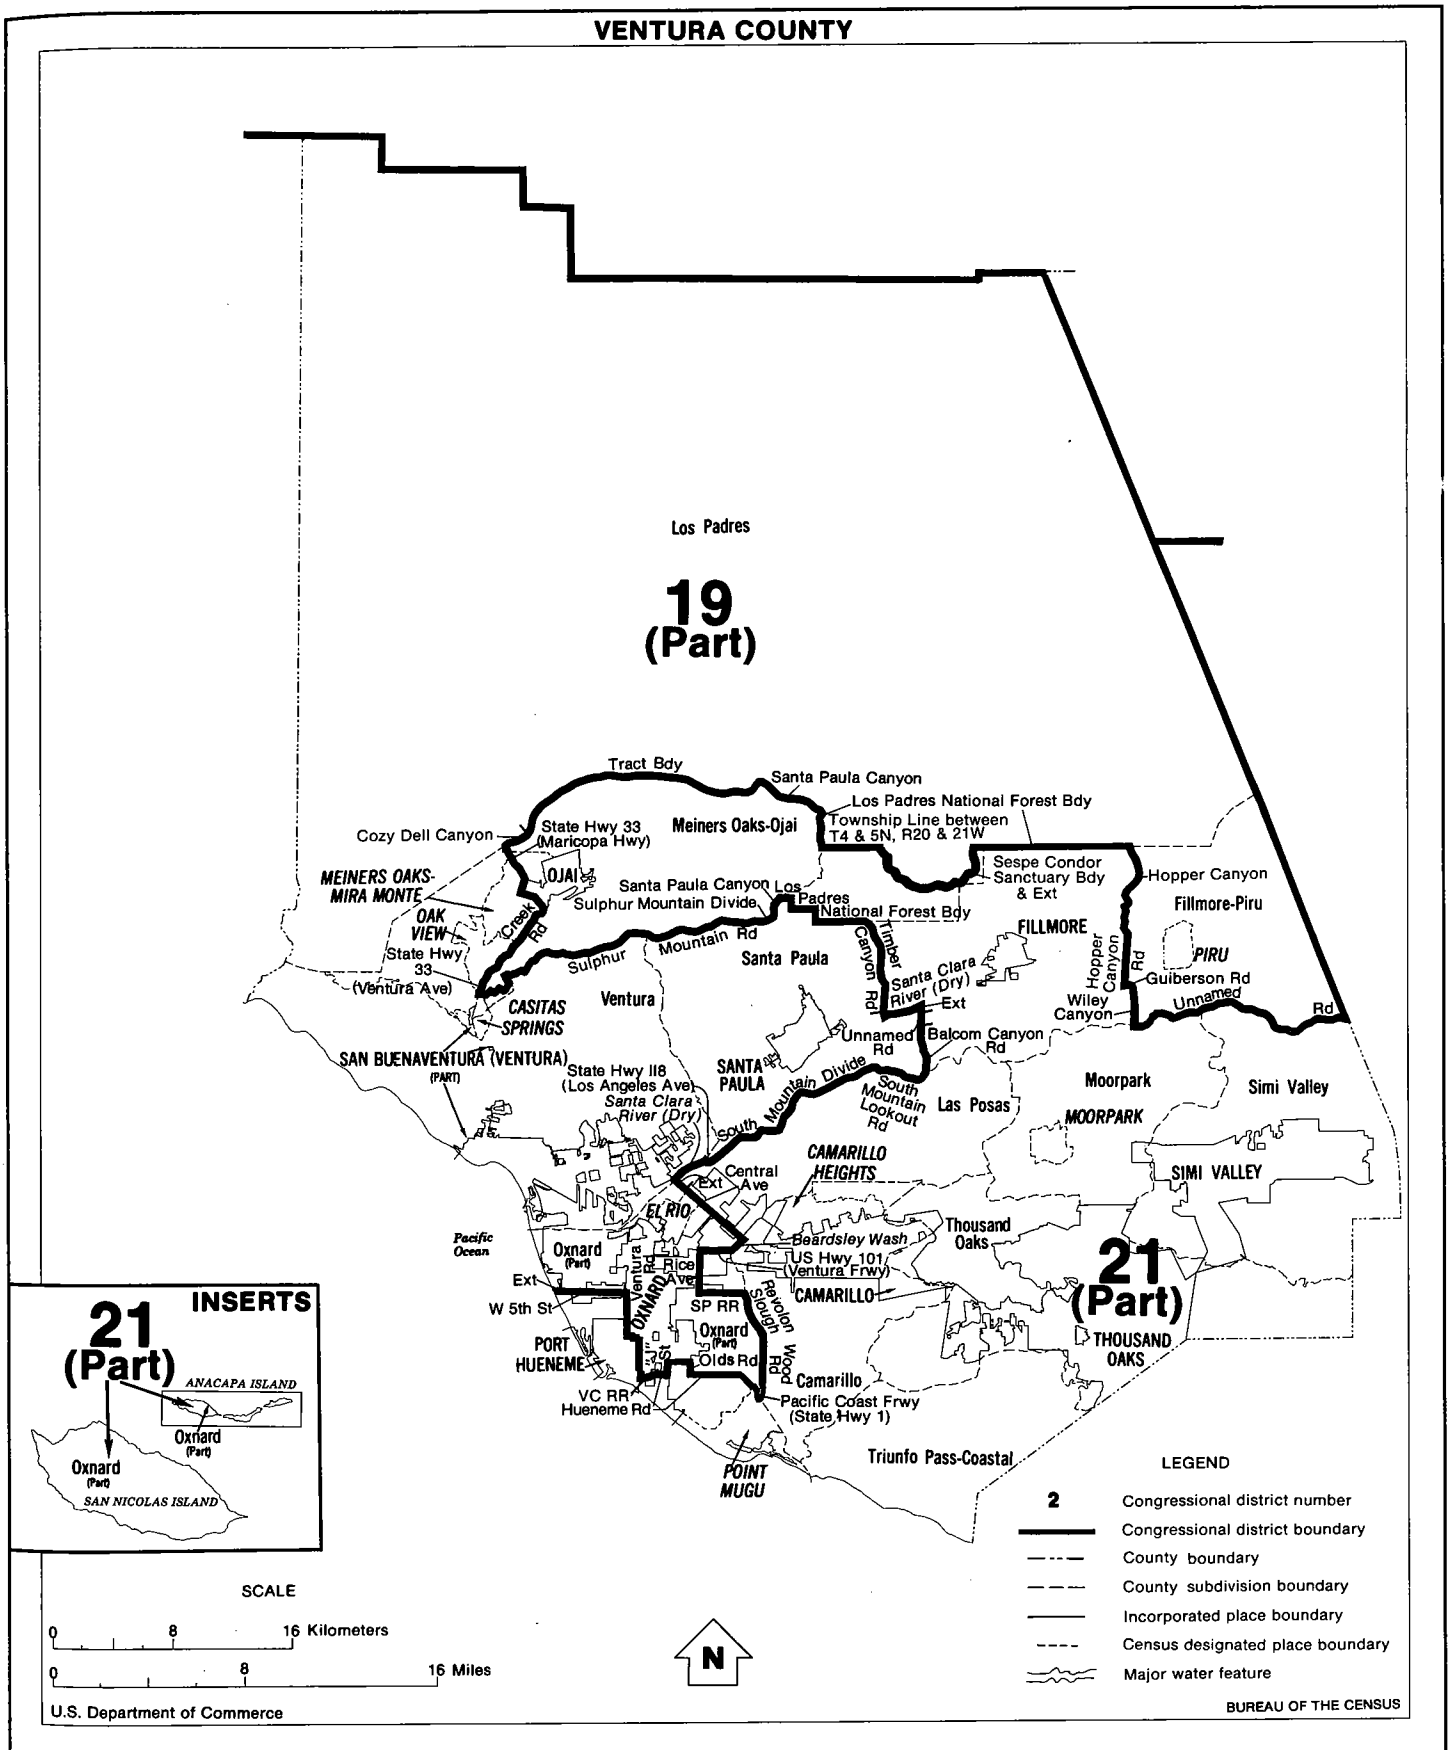 VENTURA COUNTY
Los Padres
19
(Part)
Tract Bdy
Santa Paula Canyon
Los Padres National Forest Bdy
Township Line between
T4 & 5N, R20 & 21W
Cozy Dell Canyon
State Hwy 33
(Maricopa Hwy)
Meiners Oaks-Ojai
Sespe Condor
Sanctuary Bdy
& Ext
Hopper Canyon
MEINERS OAKS-
MIRA MONTE
OJAI
Santa Paula Canyon
Sulphur Mountain Divide
Los
Padres
National Forest Bdy
Fillmore-Piru
OAK
VIEW
Creek
Rd
State Hwy
33
(Ventura Ave)
Sulphur
Mountain Rd
Santa Paula
Timber
Canyon
Rd
FILLMORE
Santa Clara
River (Dry)
Ext
Hopper
Canyon
Rd
PIRU
Guiberson Rd
Unnamed
Rd
Wiley
Canyon
Ventura
CASITAS
SPRINGS
SAN BUENAVENTURA (VENTURA)
(PART)
Unnamed
Rd
Balcom Canyon
Rd
State Hwy 118
(Los Angeles Ave)
Santa Clara
River (Dry)
SANTA
PAULA
South
Mountain Divide
South
Mountain
Lookout
Rd
Las Posas
Moorpark
MOORPARK
Simi Valley
SIMI VALLEY
CAMARILLO
HEIGHTS
Ext
Central
Ave
EL RIO
Pacific
Ocean
Oxnard
(Part)
Ventura
Rd
Rice
Ave
Beardsley Wash
US Hwy 101
(Ventura Frwy)
Thousand
Oaks
21
(Part)
Ext
W 5th St
OXNARD
SP RR
Revolon
Slough
CAMARILLO
PORT
HUENEME
"J"
St
Oxnard
(Part)
Olds Rd
Wood
Rd
THOUSAND
OAKS
Camarillo
VC RR
Hueneme Rd
Pacific Coast Frwy
(State Hwy 1)
POINT
MUGU
Triunfo Pass-Coastal
INSERTS
21
(Part)
ANACAPA ISLAND
Oxnard
(Part)
Oxnard
(Part)
SAN NICOLAS ISLAND
LEGEND
2 Congressional district number
Congressional district boundary
County boundary
County subdivision boundary
Incorporated place boundary
Census designated place boundary
Major water feature
SCALE
0 8 16 Kilometers
0 8 16 Miles
N
U.S. Department of Commerce
BUREAU OF THE CENSUS